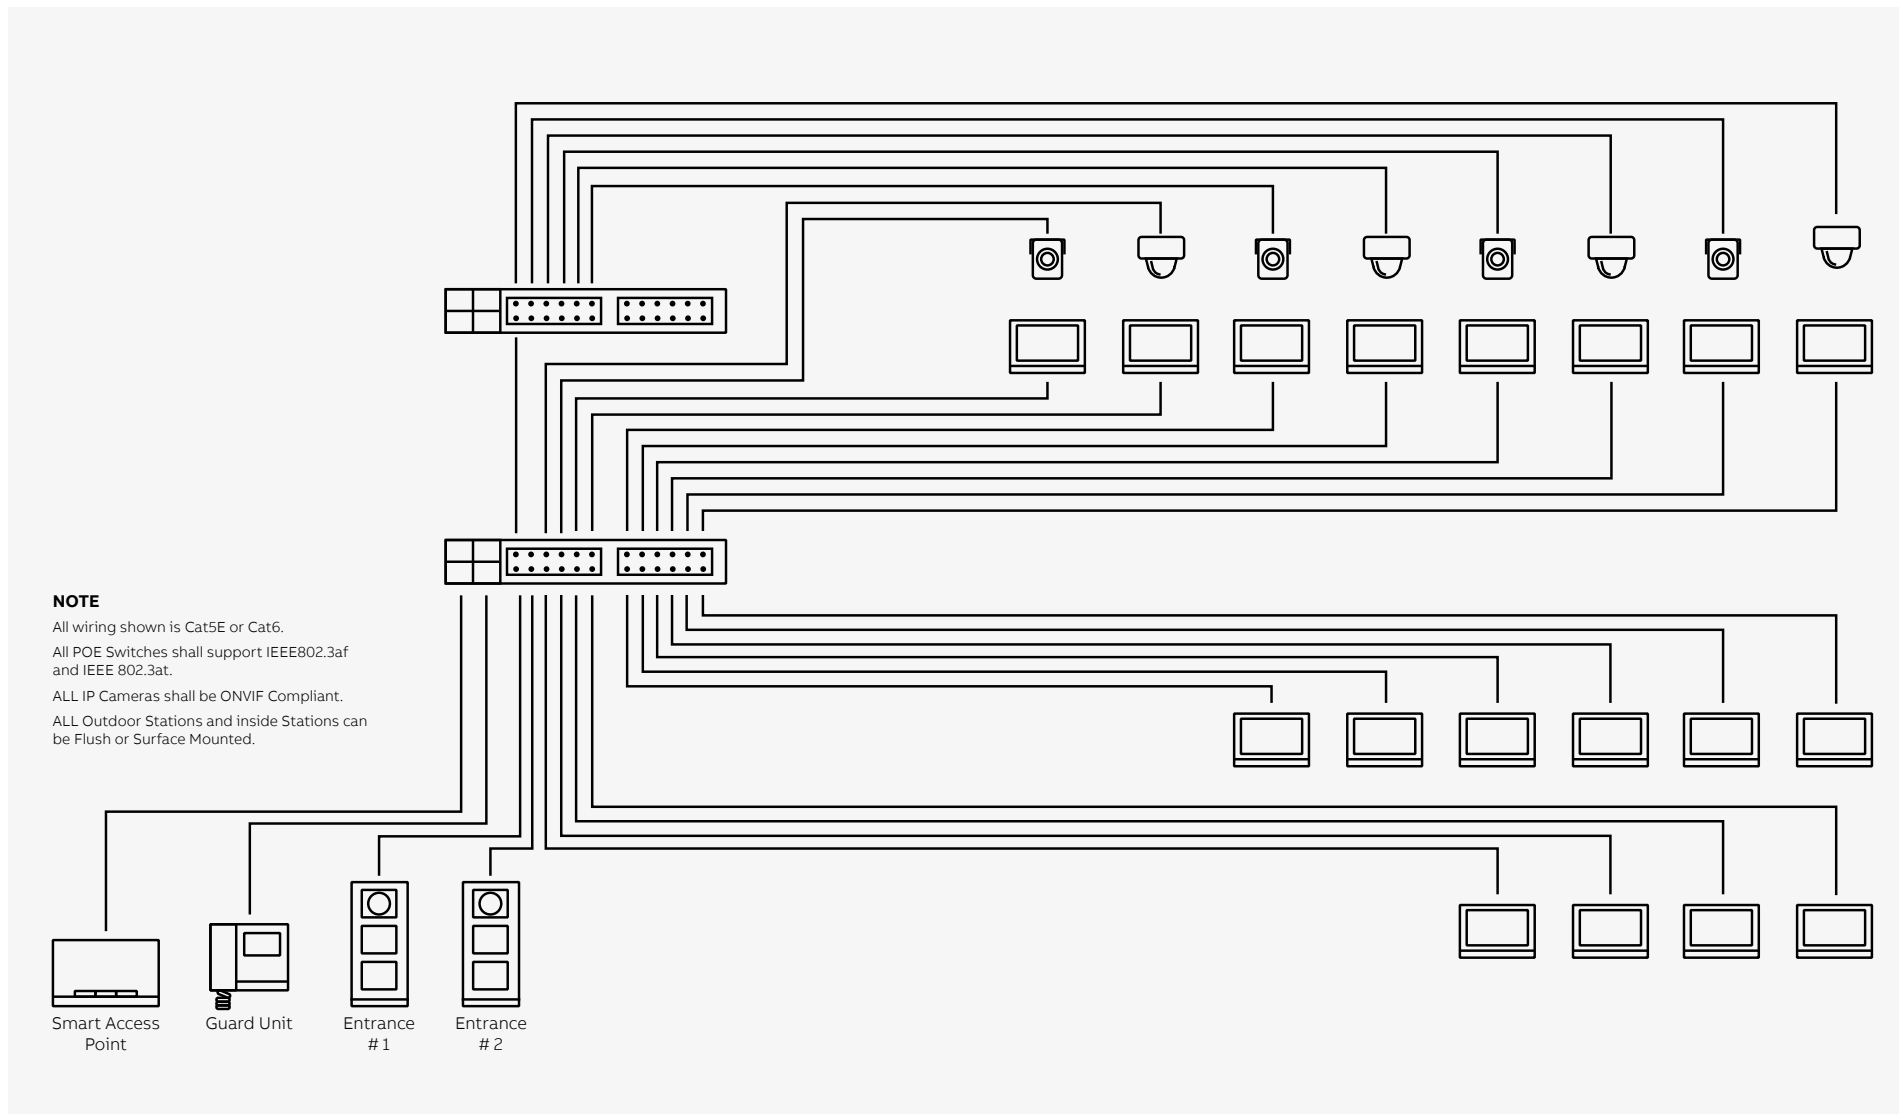 NOTE
All wiring shown is Cat5E or Cat6.
All POE Switches shall support IEEE802.3af
and IEEE 802.3at.
ALL IP Cameras shall be ONVIF Compliant.
ALL Outdoor Stations and inside Stations can
be Flush or Surface Mounted.
Smart Access
Point
Guard Unit
Entrance
# 1
Entrance
# 2